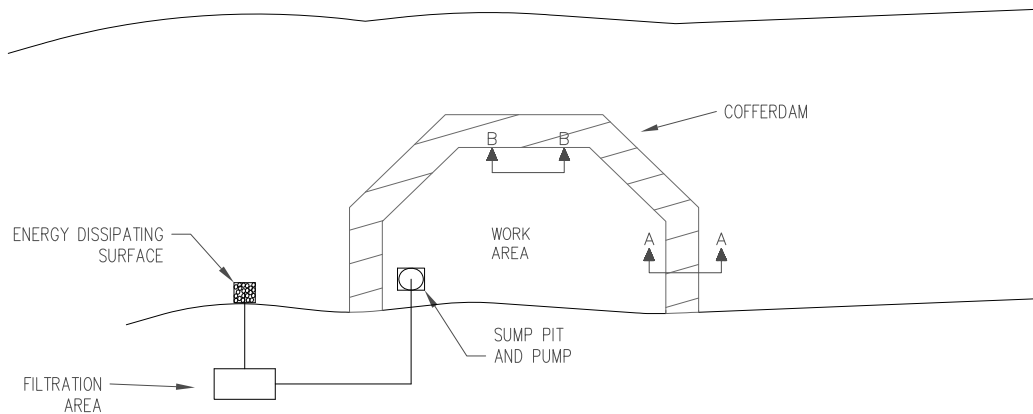 COFFERDAM
B B
ENERGY DISSIPATING
SURFACE
WORK
AREA
A A
SUMP PIT
AND PUMP
FILTRATION
AREA